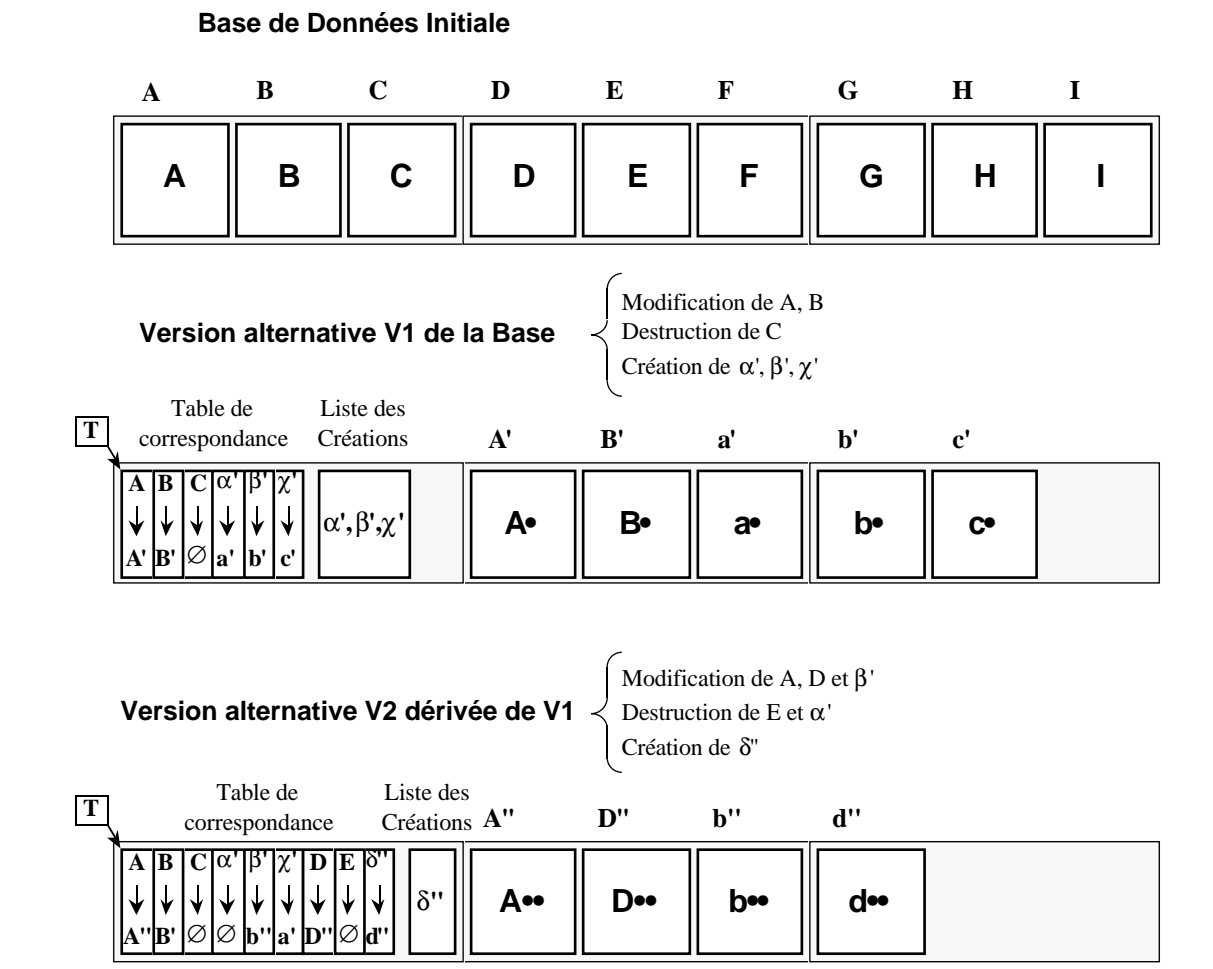 Base de Données Initiale
A B C D E F G H I
A B C D E F G H I
Modification de A, B
Version alternative V1 de la Base
Destruction de C
Création de α', β', χ'
Table de correspondance
Liste des Créations
T
A' B' a' b' c'
A B C α' β' χ'
α',β',χ'
A• B• a• b• c•
A' B' ∅ a' b' c'
Modification de A, D et β'
Version alternative V2 dérivée de V1
Destruction de E et α'
Création de δ"
Table de correspondance
Liste des Créations
T
A'' D'' b'' d''
A B C α' β' χ' D E δ''
δ''
A•• D•• b•• d••
A'' B' ∅ ∅ b'' a' D'' ∅ d''